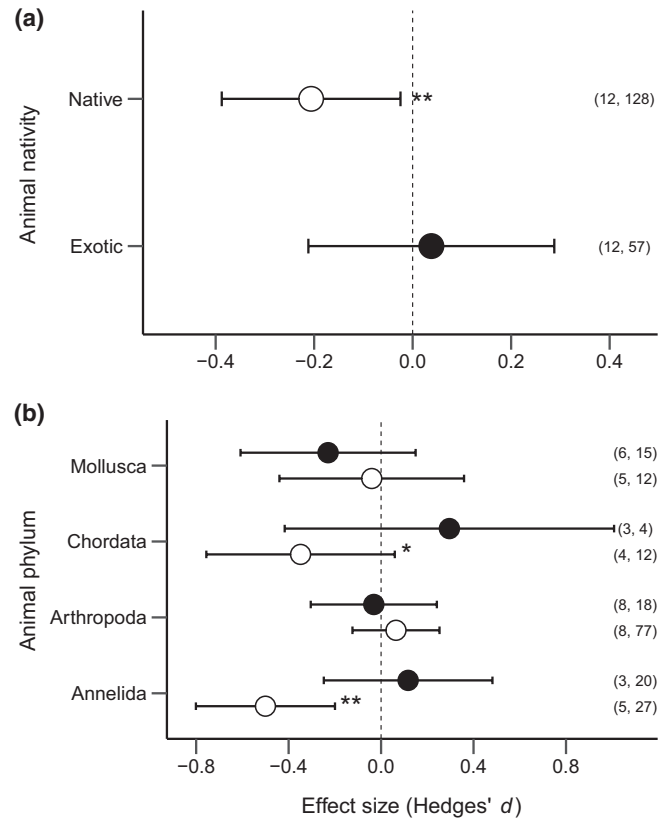 (a)
Animal nativity
Native
**
(12, 128)
Exotic
(12, 57)
−0.4 −0.2 0.0 0.2 0.4
(b)
Animal phylum
Mollusca
(6, 15)
(5, 12)
Chordata
(3, 4)
*
(4, 12)
Arthropoda
(8, 18)
(8, 77)
Annelida
(3, 20)
**
(5, 27)
−0.8 −0.4 0.0 0.4 0.8
Effect size (Hedges' d)